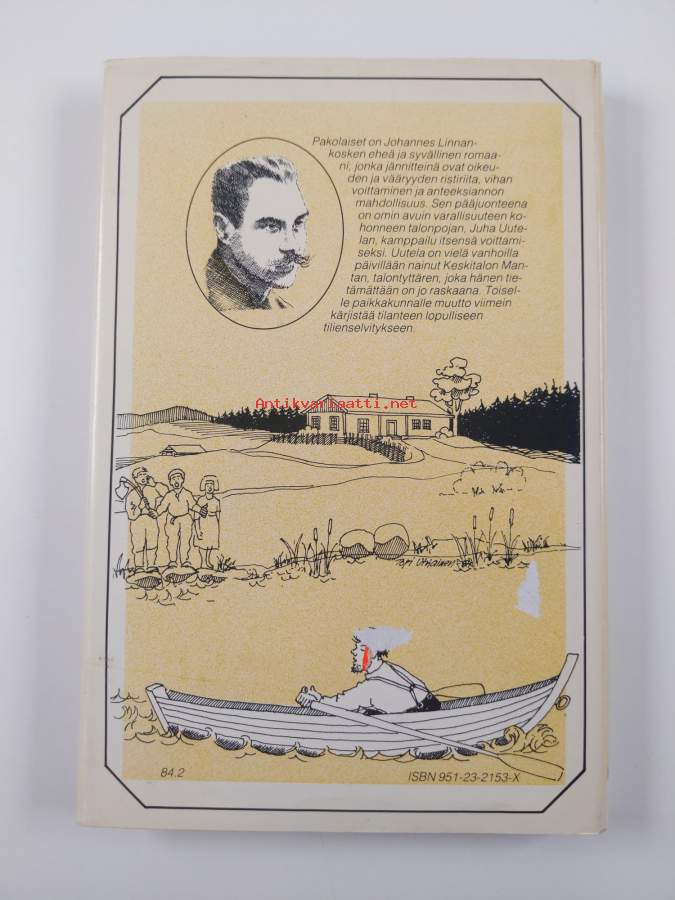 Pakolaiset on Johannes Linnan-
kosken eheä ja syvällinen romaa-
ni, jonka jännitteinä ovat oikeu-
den ja vääryyden ristiriita, vihan
voittaminen ja anteeksiannon
mahdollisuus. Sen pääjuonteena
on omin avuin varallisuuteen ko-
honneen talonpojan, Juha Uute-
lan, kamppailu itsensä voittami-
seksi. Uutela on vielä vanhoilla
päivillään nainut Keskitalon Man-
tan, talontyttären, joka hänen tie-
tämättään on jo raskaana. Toisel-
le paikkakunnalle muutto viimein
kärjistää tilanteen lopulliseen
tilienselvitykseen.
Antikvariaatti.net
84.2
ISBN 951-23-2153-X